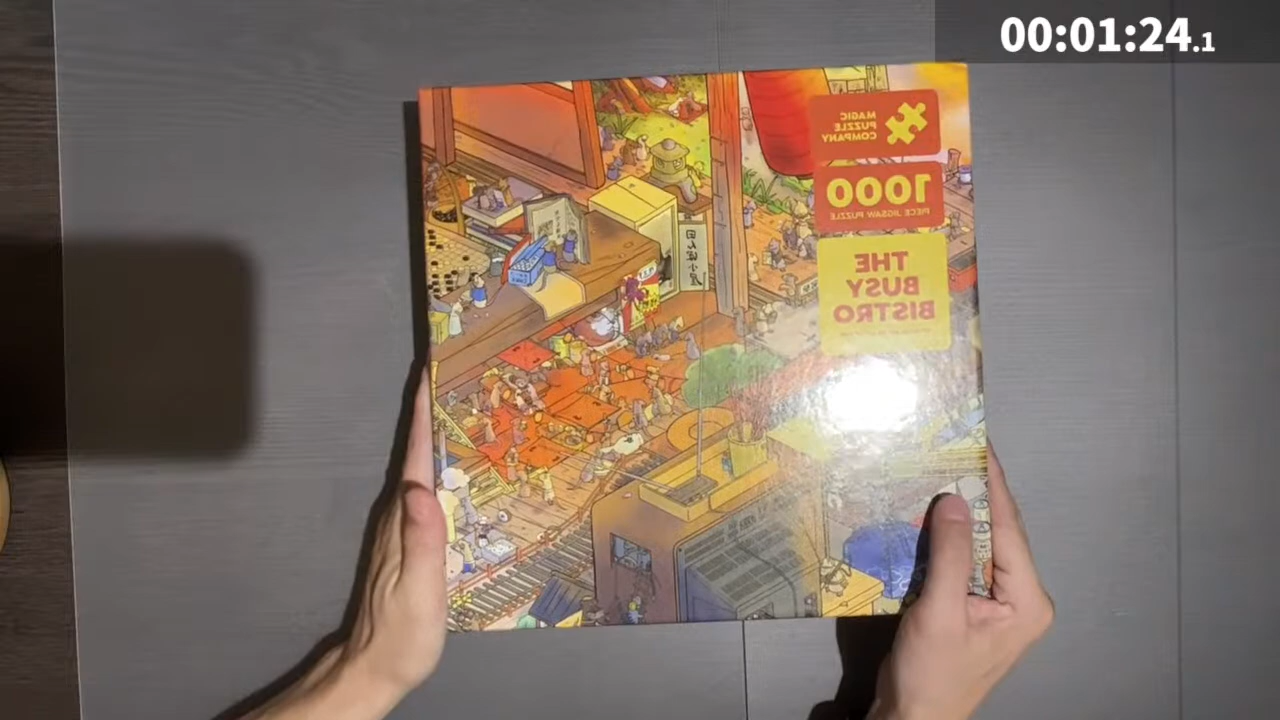 00:01:24.1
MAGIC
PUZZLE
COMPANY
1000
PIECE JIGSAW PUZZLE
THE
BUSY
BISTRO